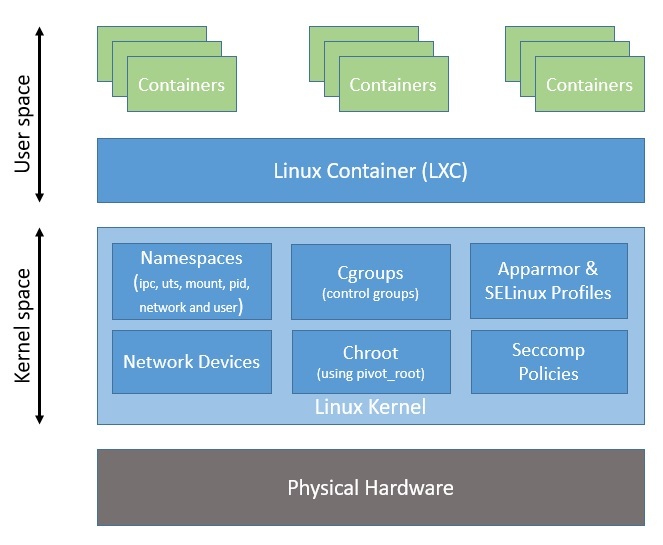 Containers
Containers
Containers
User space
Linux Container (LXC)
Kernel space
Namespaces
(ipc, uts, mount, pid,
network and user)
Cgroups
(control groups)
Apparmor &
SELinux Profiles
Network Devices
Chroot
(using pivot_root)
Seccomp
Policies
Linux Kernel
Physical Hardware